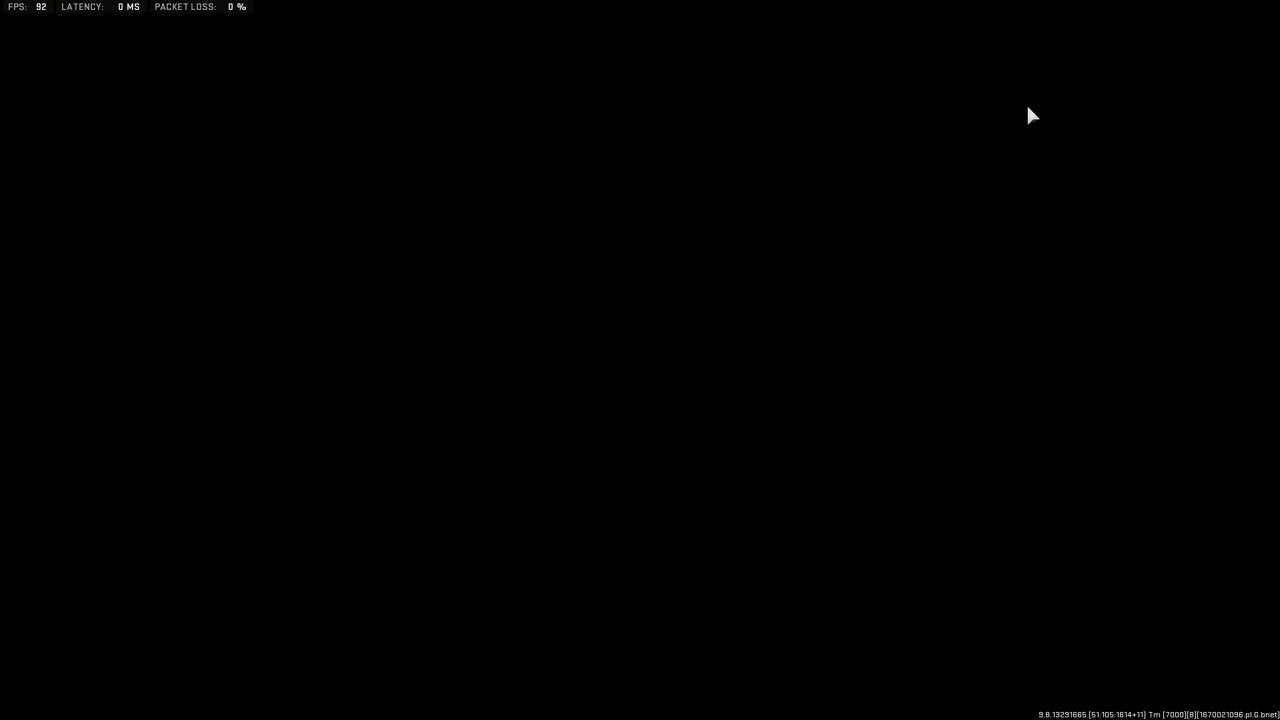 FPS: 92 LATENCY: 0 MS PACKET LOSS: 0 %
9.8.13291665 [51:105:1614+11] Tm [7000][8][1670021096.pl.G.bnet]